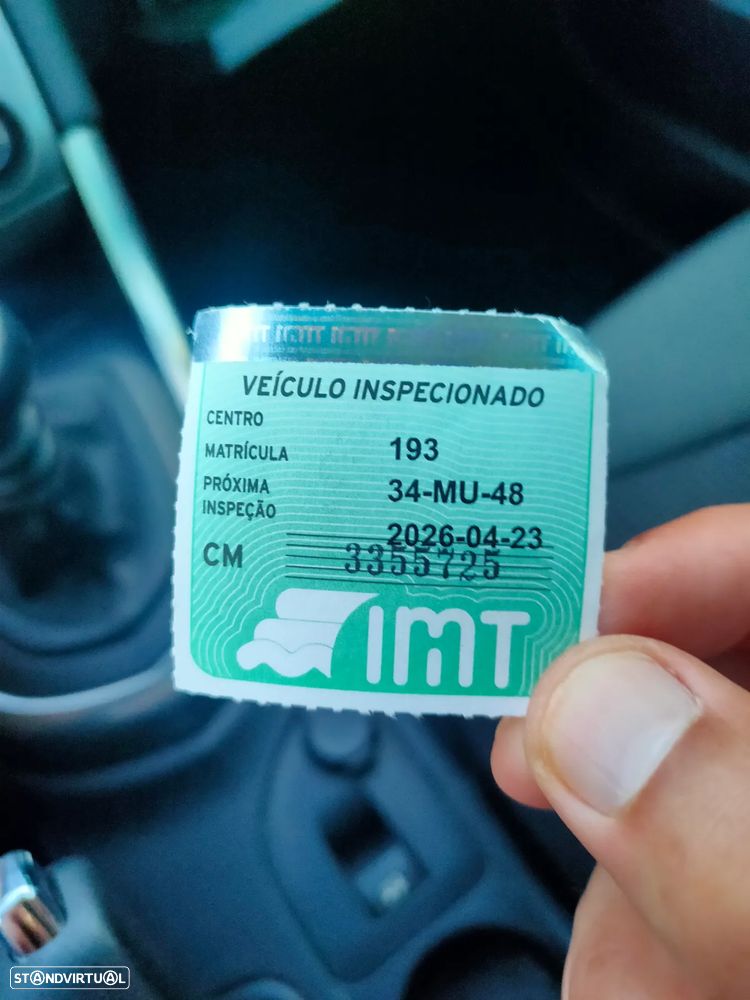 VEÍCULO INSPECIONADO
CENTRO
MATRÍCULA 193
PRÓXIMA INSPEÇÃO 34-MU-48
2026-04-23
CM 3355725
IMT
STANDVIRTUAL